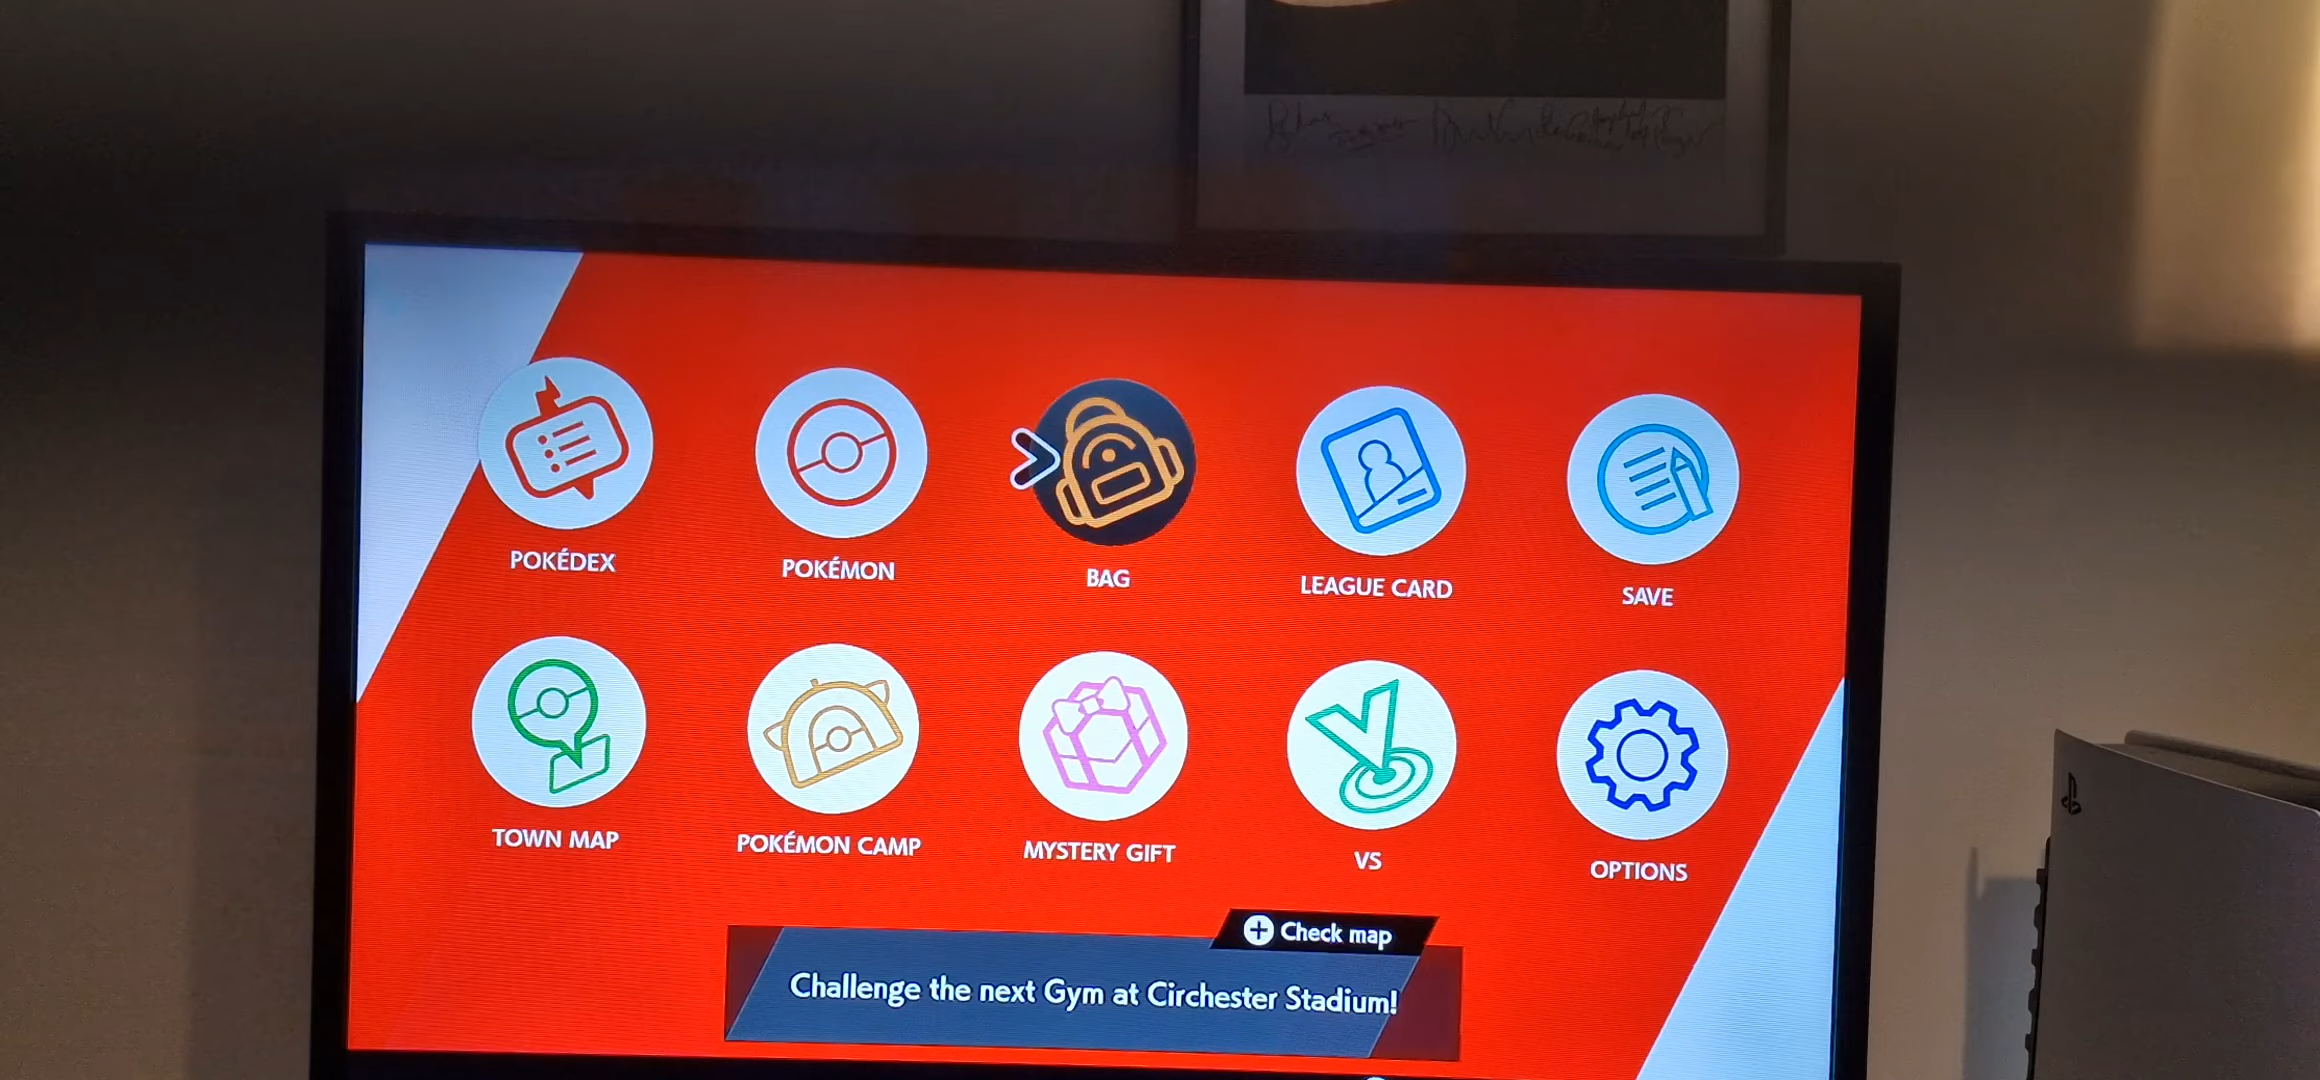 POKÉDEX
POKÉMON
BAG
LEAGUE CARD
SAVE
TOWN MAP
POKÉMON CAMP
MYSTERY GIFT
VS
OPTIONS
Check map
Challenge the next Gym at Circhester Stadium!